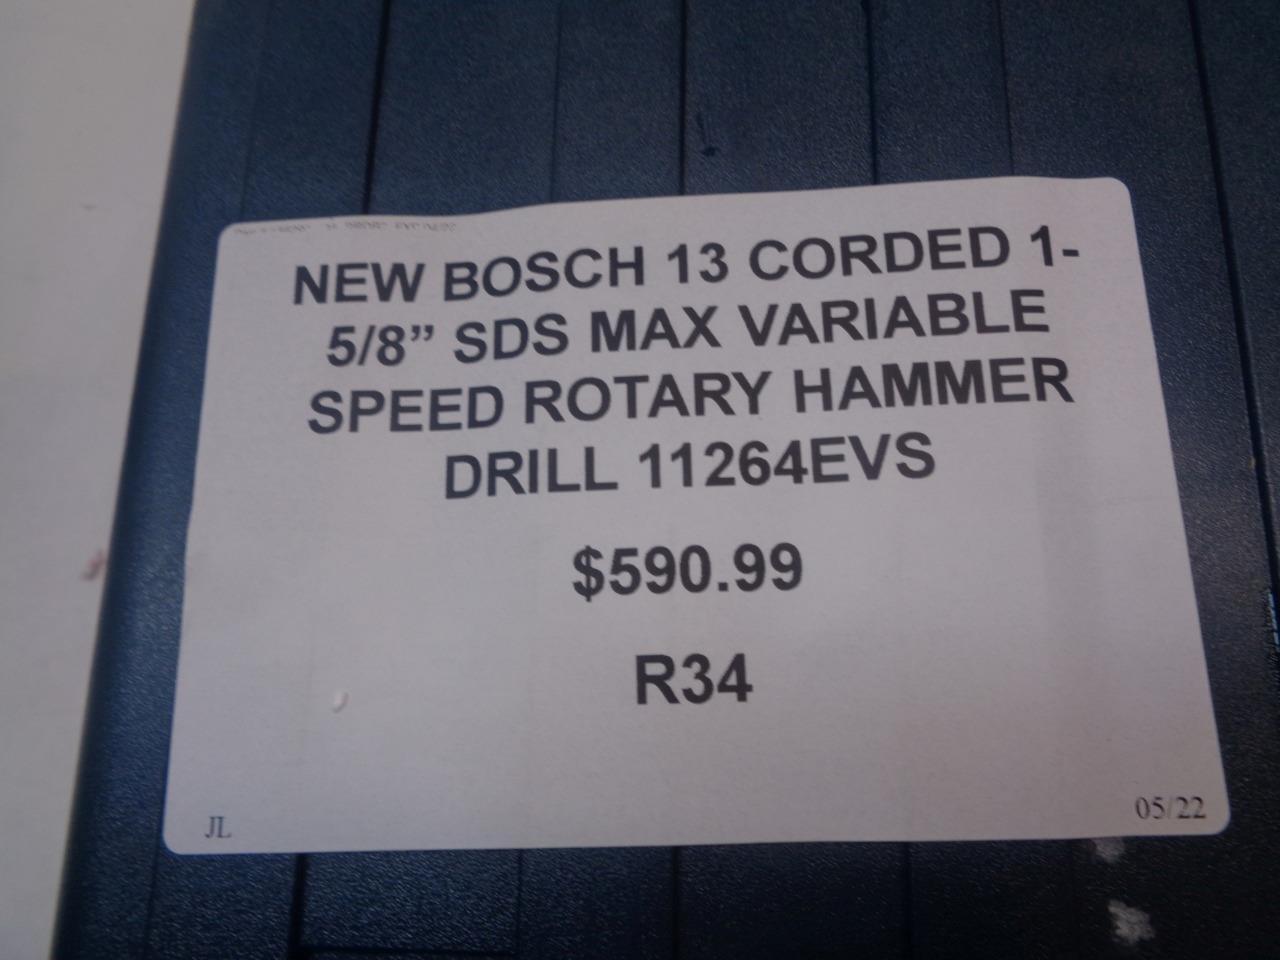 NEW BOSCH 13 CORDED 1-
5/8” SDS MAX VARIABLE
SPEED ROTARY HAMMER
DRILL 11264EVS
$590.99
R34
JL
05/22